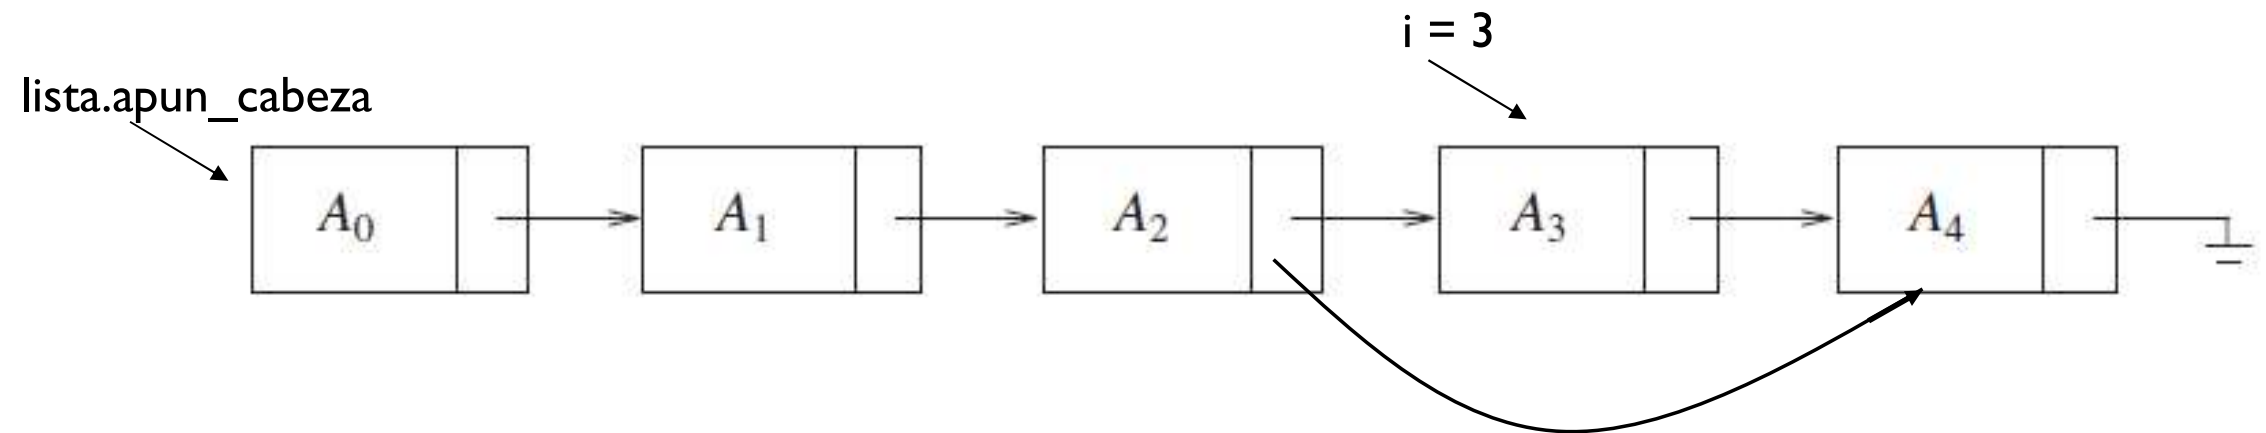 i = 3
lista.apun_cabeza
A₀
A₁
A₂
A₃
A₄